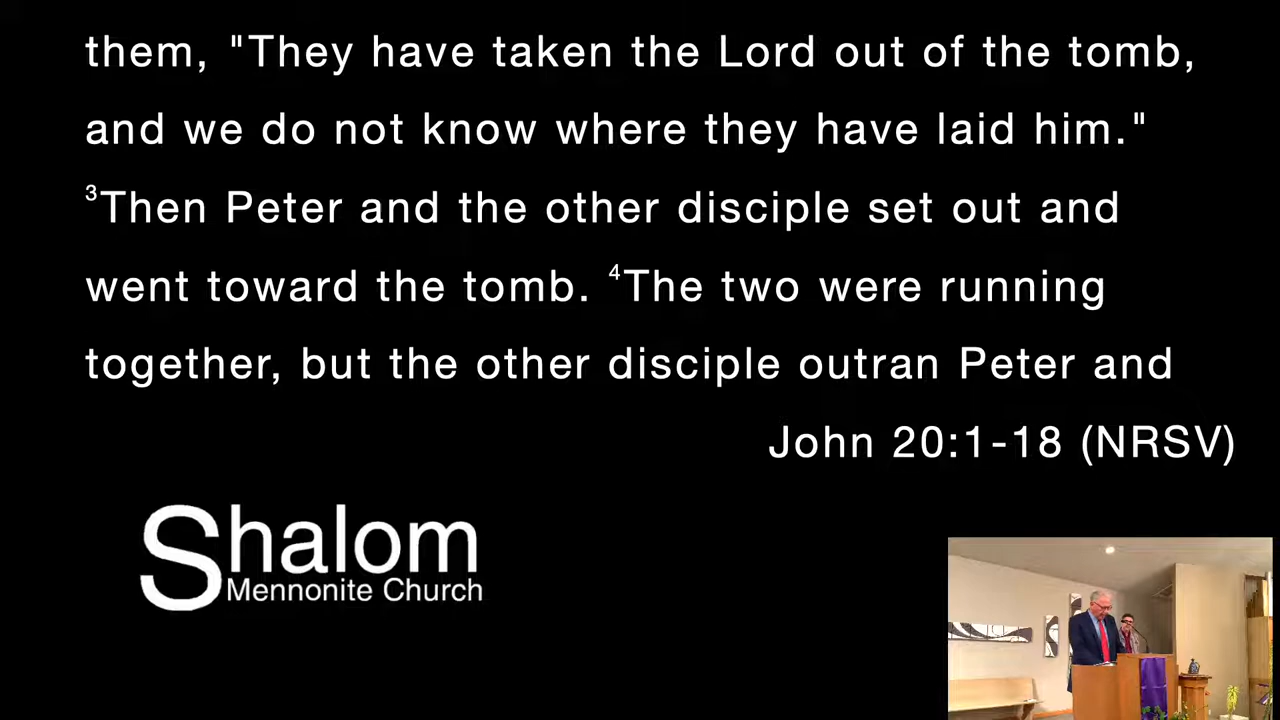 them, "They have taken the Lord out of the tomb,
and we do not know where they have laid him."
³Then Peter and the other disciple set out and
went toward the tomb. ⁴The two were running
together, but the other disciple outran Peter and
John 20:1-18 (NRSV)
Shalom
Mennonite Church